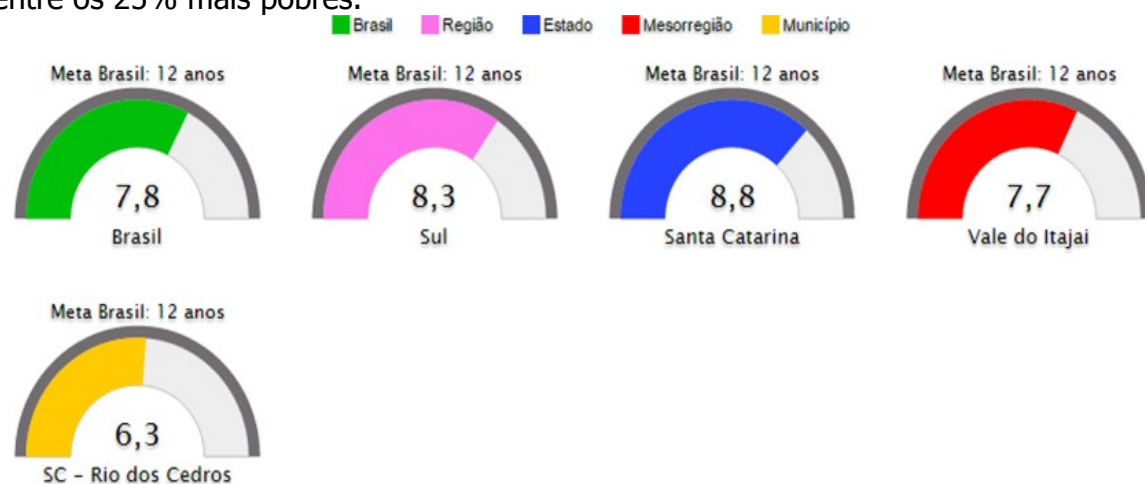 entre os 25% mais pobres.
Brasil Região Estado Mesorregião Município
Meta Brasil: 12 anos Meta Brasil: 12 anos Meta Brasil: 12 anos Meta Brasil: 12 anos
7,8 8,3 8,8 7,7
Brasil Sul Santa Catarina Vale do Itajai
Meta Brasil: 12 anos
6,3
SC - Rio dos Cedros